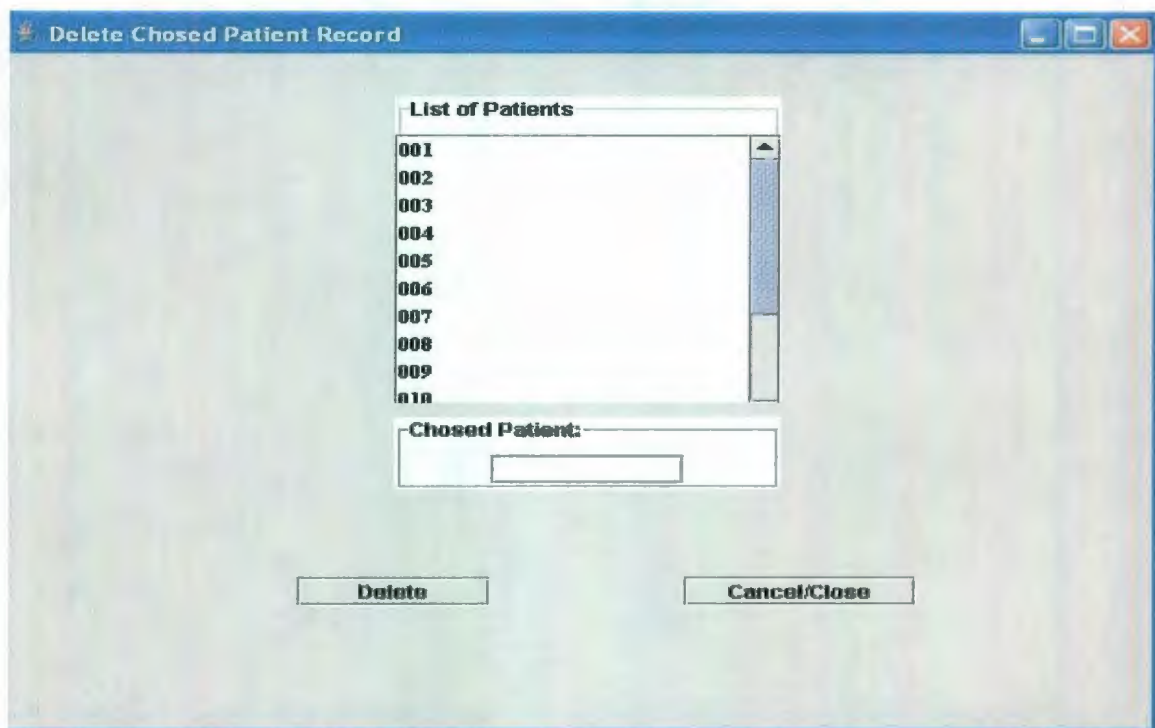 Delete Chosed Patient Record
List of Patients
001
002
003
004
005
006
007
008
009
010
Chosed Patient:
Delete
Cancel/Close